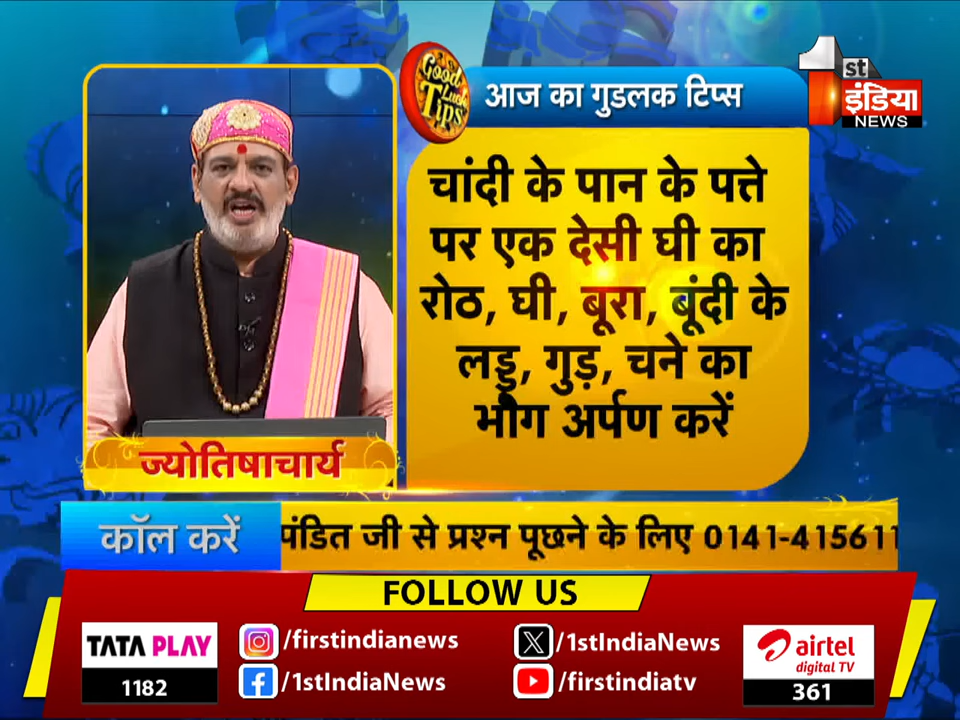 Good
Luck
Tips
आज का गुडलक टिप्स
1st
इंडिया
NEWS
चांदी के पान के पत्ते
पर एक देसी घी का
रोठ, घी, बूरा, बूंदी के
लड्डू, गुड़, चने का
भोग अर्पण करें
ज्योतिषाचार्य
कॉल करें
पंडित जी से प्रश्न पूछने के लिए 0141-415611
FOLLOW US
TATA PLAY
1182
/firstindianews
/1stIndiaNews
/1stIndiaNews
/firstindiatv
airtel
digital TV
361